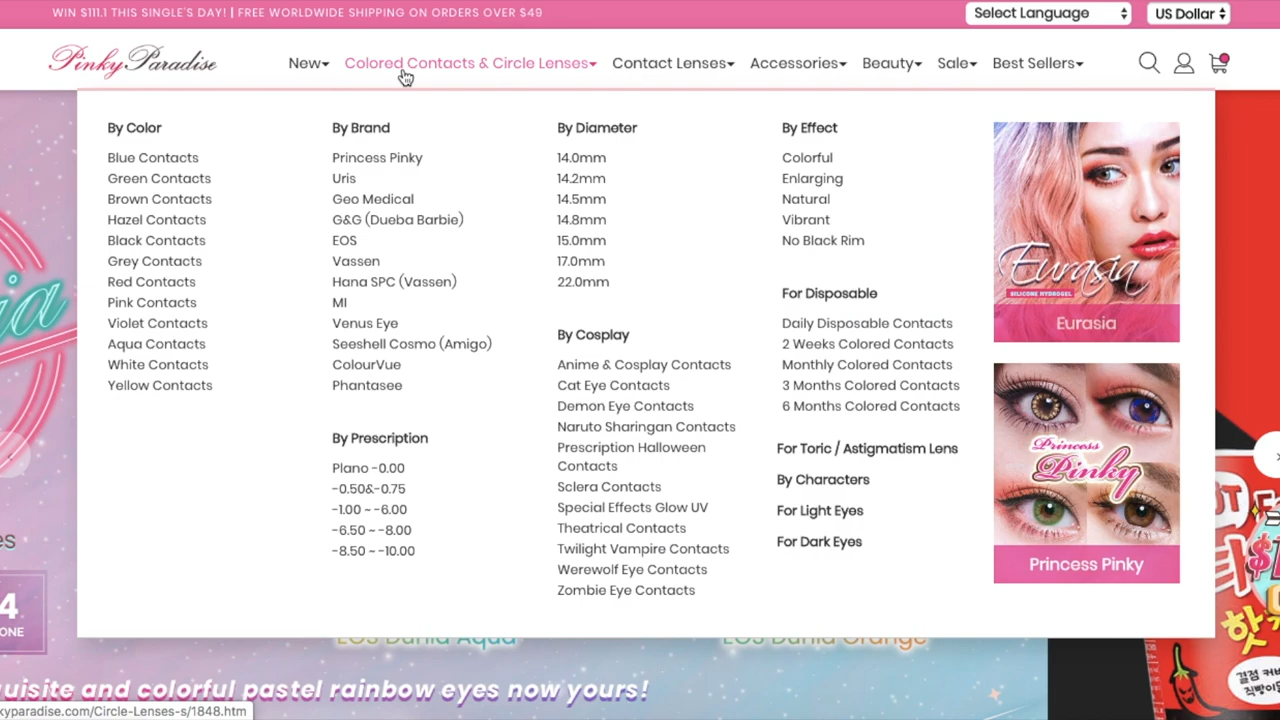 WIN $111.1 THIS SINGLE'S DAY! | FREE WORLDWIDE SHIPPING ON ORDERS OVER $49
Select Language
US Dollar
Pinky Paradise
New
Colored Contacts & Circle Lenses
Contact Lenses
Accessories
Beauty
Sale
Best Sellers
By Color
Blue Contacts
Green Contacts
Brown Contacts
Hazel Contacts
Black Contacts
Grey Contacts
Red Contacts
Pink Contacts
Violet Contacts
Aqua Contacts
White Contacts
Yellow Contacts
By Brand
Princess Pinky
Uris
Geo Medical
G&G (Dueba Barbie)
EOS
Vassen
Hana SPC (Vassen)
MI
Venus Eye
Seeshell Cosmo (Amigo)
ColourVue
Phantasee
By Prescription
Plano -0.00
-0.50&-0.75
-1.00 ~ -6.00
-6.50 ~ -8.00
-8.50 ~ -10.00
By Diameter
14.0mm
14.2mm
14.5mm
14.8mm
15.0mm
17.0mm
22.0mm
By Cosplay
Anime & Cosplay Contacts
Cat Eye Contacts
Demon Eye Contacts
Naruto Sharingan Contacts
Prescription Halloween
Contacts
Sclera Contacts
Special Effects Glow UV
Theatrical Contacts
Twilight Vampire Contacts
Werewolf Eye Contacts
Zombie Eye Contacts
By Effect
Colorful
Enlarging
Natural
Vibrant
No Black Rim
For Disposable
Daily Disposable Contacts
2 Weeks Colored Contacts
Monthly Colored Contacts
3 Months Colored Contacts
6 Months Colored Contacts
For Toric / Astigmatism Lens
By Characters
For Light Eyes
For Dark Eyes
Eurasia
SILICONE HYDROGEL
Eurasia
Princess
Pinky
Princess Pinky
4
EOS Dunia Aqua
EOS Dunia Orange
uisite and colorful pastel rainbow eyes now yours!
kyparadise.com/Circle-Lenses-s/1848.htm